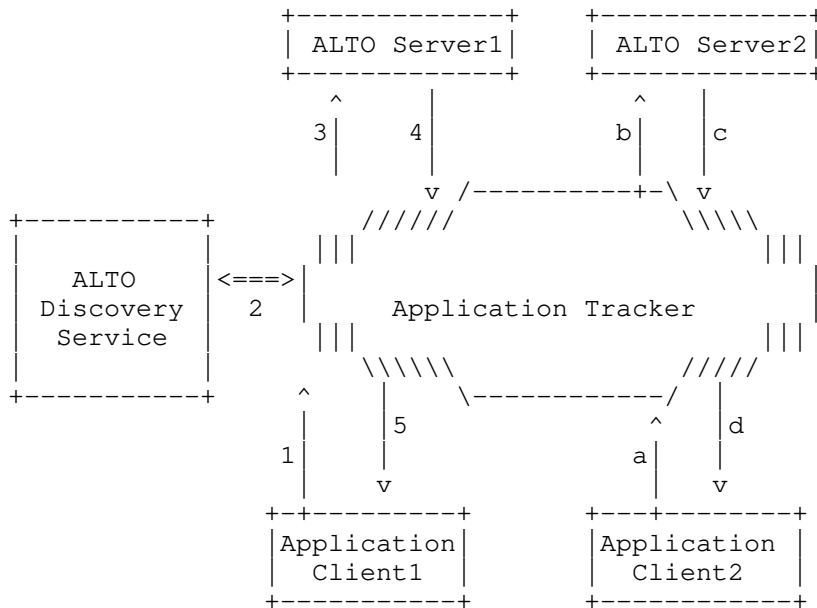 ALTO Server1 ALTO Server2
3 4 b c
ALTO
Discovery
Service
2
Application Tracker
1 5 a d
Application
Client1
Application
Client2